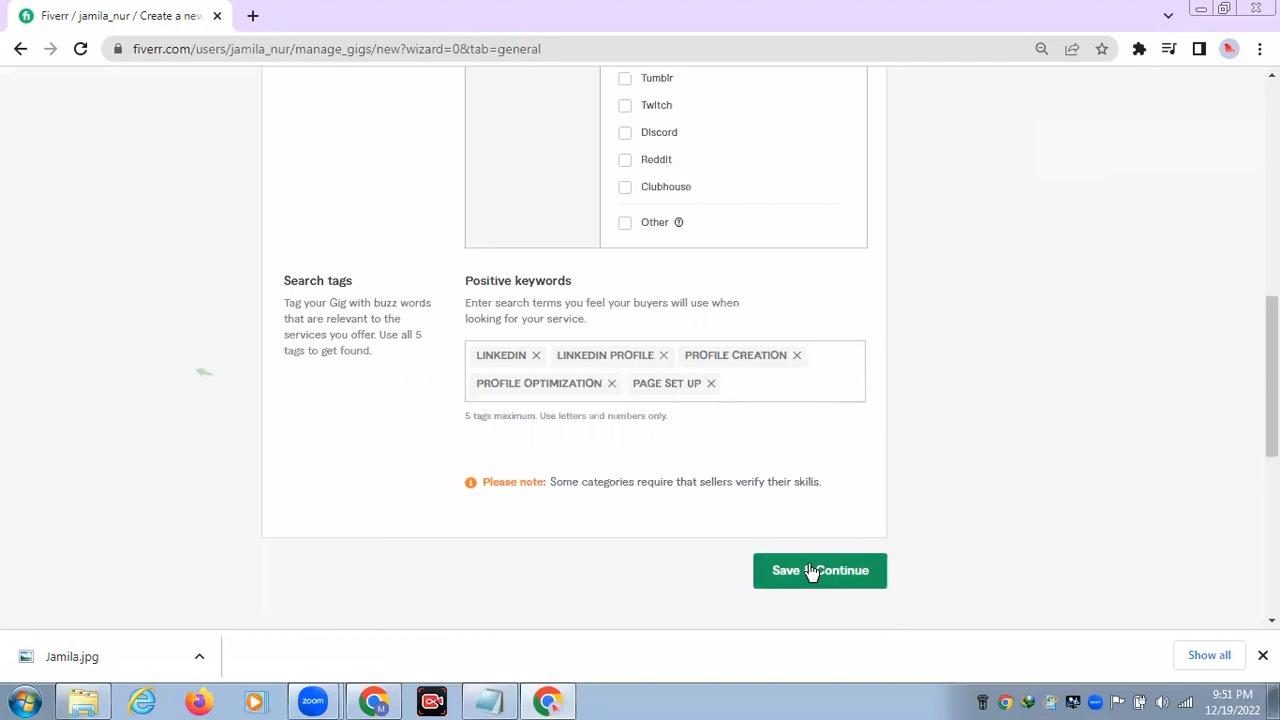 Fiverr / jamila_nur / Create a new
fiverr.com/users/jamila_nur/manage_gigs/new?wizard=0&tab=general
Tumblr
Twitch
Discord
Reddit
Clubhouse
Other
Search tags
Tag your Gig with buzz words
that are relevant to the
services you offer. Use all 5
tags to get found.
Positive keywords
Enter search terms you feel your buyers will use when
looking for your service.
LINKEDIN
LINKEDIN PROFILE
PROFILE CREATION
PROFILE OPTIMIZATION
PAGE SET UP
5 tags maximum. Use letters and numbers only.
Please note: Some categories require that sellers verify their skills.
Save & Continue
Jamila.jpg
Show all
zoom
M
9:51 PM
12/19/2022